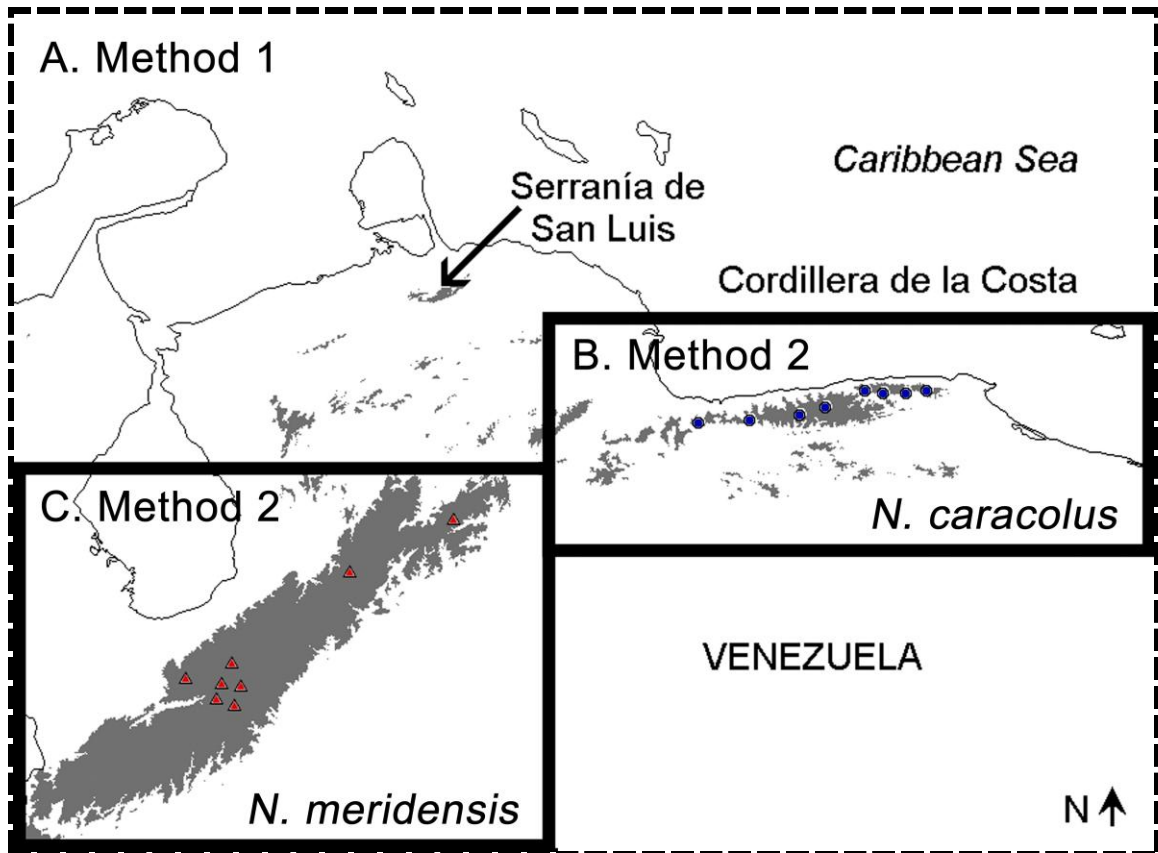 A. Method 1
Caribbean Sea
Serranía de
San Luis
Cordillera de la Costa
B. Method 2
N. caracolus
C. Method 2
N. meridensis
VENEZUELA
N